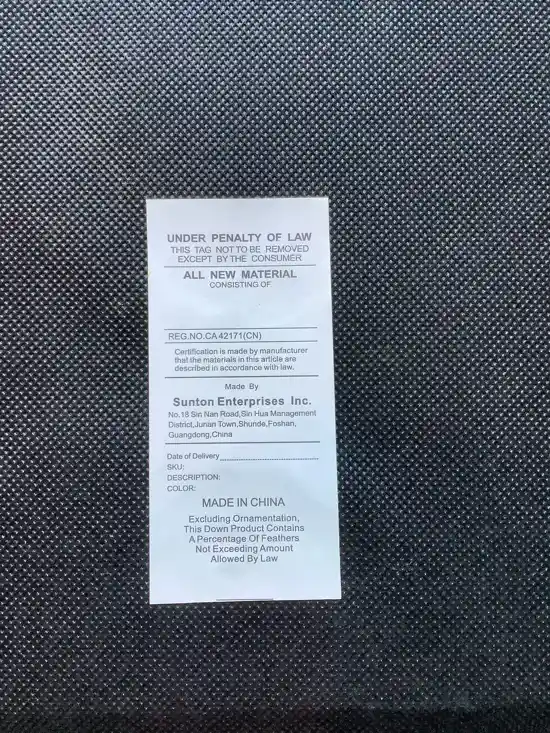 UNDER PENALTY OF LAW
THIS TAG NOT TO BE REMOVED
EXCEPT BY THE CONSUMER
ALL NEW MATERIAL
CONSISTING OF
REG.NO.CA 42171(CN)
Certification is made by manufacturer
that the materials in this article are
described in accordance with law.
Made By
Sunton Enterprises Inc.
No.18 Sin Nan Road,Sin Hua Management
District,Junan Town,Shunde,Foshan,
Guangdong,China
Date of Delivery
SKU:
DESCRIPTION:
COLOR:
MADE IN CHINA
Excluding Ornamentation,
This Down Product Contains
A Percentage Of Feathers
Not Exceeding Amount
Allowed By Law